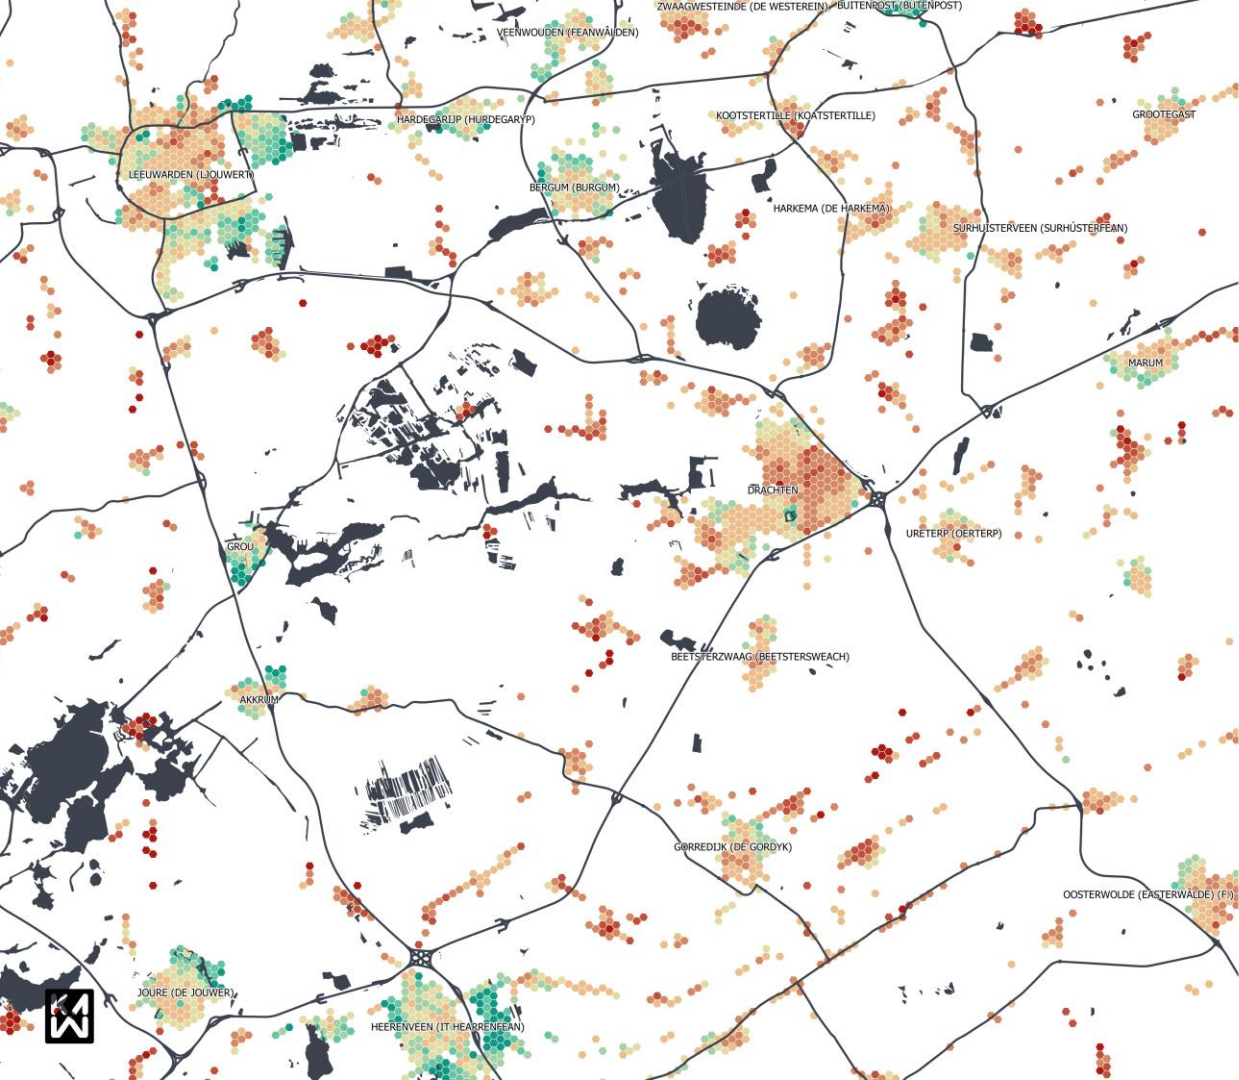 ZWAAGWESTEINDE (DE WESTEREIN)
BUITENPOST (BUTENPOST)
VEENWOUDEN (FEANWÂLDEN)
HARDEGARIJP (HURDEGARYP)
KOOTSTERTILLE (KOATSTERTILLE)
GROOTEGAST
LEEUWARDEN (LJOUWERT)
BERGUM (BURGUM)
HARKEMA (DE HARKEMA)
SURHUISTERVEEN (SURHÚSTERFEAN)
MARUM
DRACHTEN
URETERP (OERTERP)
GROU
BEETSTERZWAAG (BEETSTERSWEACH)
AKKRUM
GORREDIJK (DE GORDYK)
OOSTERWOLDE (EASTERWÂLDE) (F.)
JOURE (DE JOUWER)
HEERENVEEN (IT HEARRENFEAN)